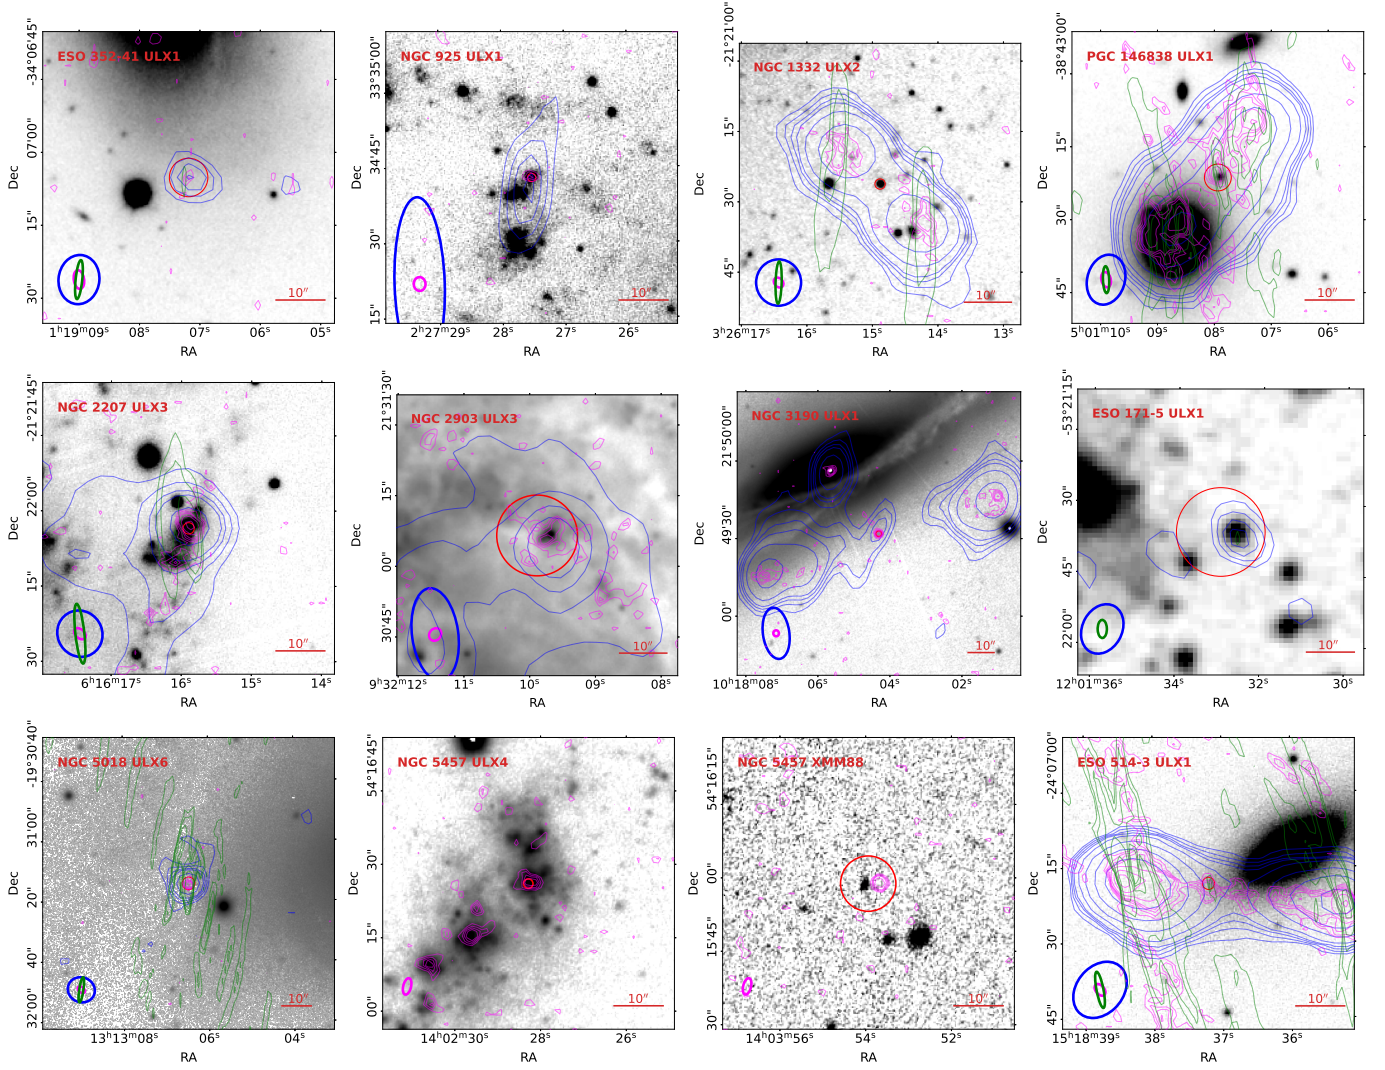 ESO 352-41 ULX1
-34°06'45"
07'00"
15"
30"
Dec
10"
1ʰ19ᵐ09ˢ
08ˢ
07ˢ
06ˢ
05ˢ
RA
NGC 925 ULX1
33°35'00"
34'45"
30"
15"
Dec
10"
2ʰ27ᵐ29ˢ
28ˢ
27ˢ
26ˢ
RA
NGC 1332 ULX2
-21°21'00"
15"
30"
45"
Dec
10"
3ʰ26ᵐ17ˢ
16ˢ
15ˢ
14ˢ
13ˢ
RA
PGC 146838 ULX1
-38°43'00"
15"
30"
45"
Dec
10"
5ʰ01ᵐ10ˢ
09ˢ
08ˢ
07ˢ
06ˢ
RA
NGC 2207 ULX3
-21°21'45"
22'00"
15"
30"
Dec
10"
6ʰ16ᵐ17ˢ
16ˢ
15ˢ
14ˢ
RA
NGC 2903 ULX3
21°31'30"
15"
00"
30'45"
Dec
10"
9ʰ32ᵐ12ˢ
11ˢ
10ˢ
09ˢ
08ˢ
RA
NGC 3190 ULX1
21°50'00"
49'30"
00"
Dec
10"
10ʰ18ᵐ08ˢ
06ˢ
04ˢ
02ˢ
RA
ESO 171-5 ULX1
-53°21'15"
30"
45"
22'00"
Dec
10"
12ʰ01ᵐ36ˢ
34ˢ
32ˢ
30ˢ
RA
NGC 5018 ULX6
-19°30'40"
31'00"
20"
40"
32'00"
Dec
10"
13ʰ13ᵐ08ˢ
06ˢ
04ˢ
RA
NGC 5457 ULX4
54°16'45"
30"
15"
00"
Dec
10"
14ʰ02ᵐ30ˢ
28ˢ
26ˢ
RA
NGC 5457 XMM88
54°16'15"
00"
15'45"
30"
Dec
10"
14ʰ03ᵐ56ˢ
54ˢ
52ˢ
RA
ESO 514-3 ULX1
-24°07'00"
15"
30"
45"
Dec
10"
15ʰ18ᵐ39ˢ
38ˢ
37ˢ
36ˢ
RA